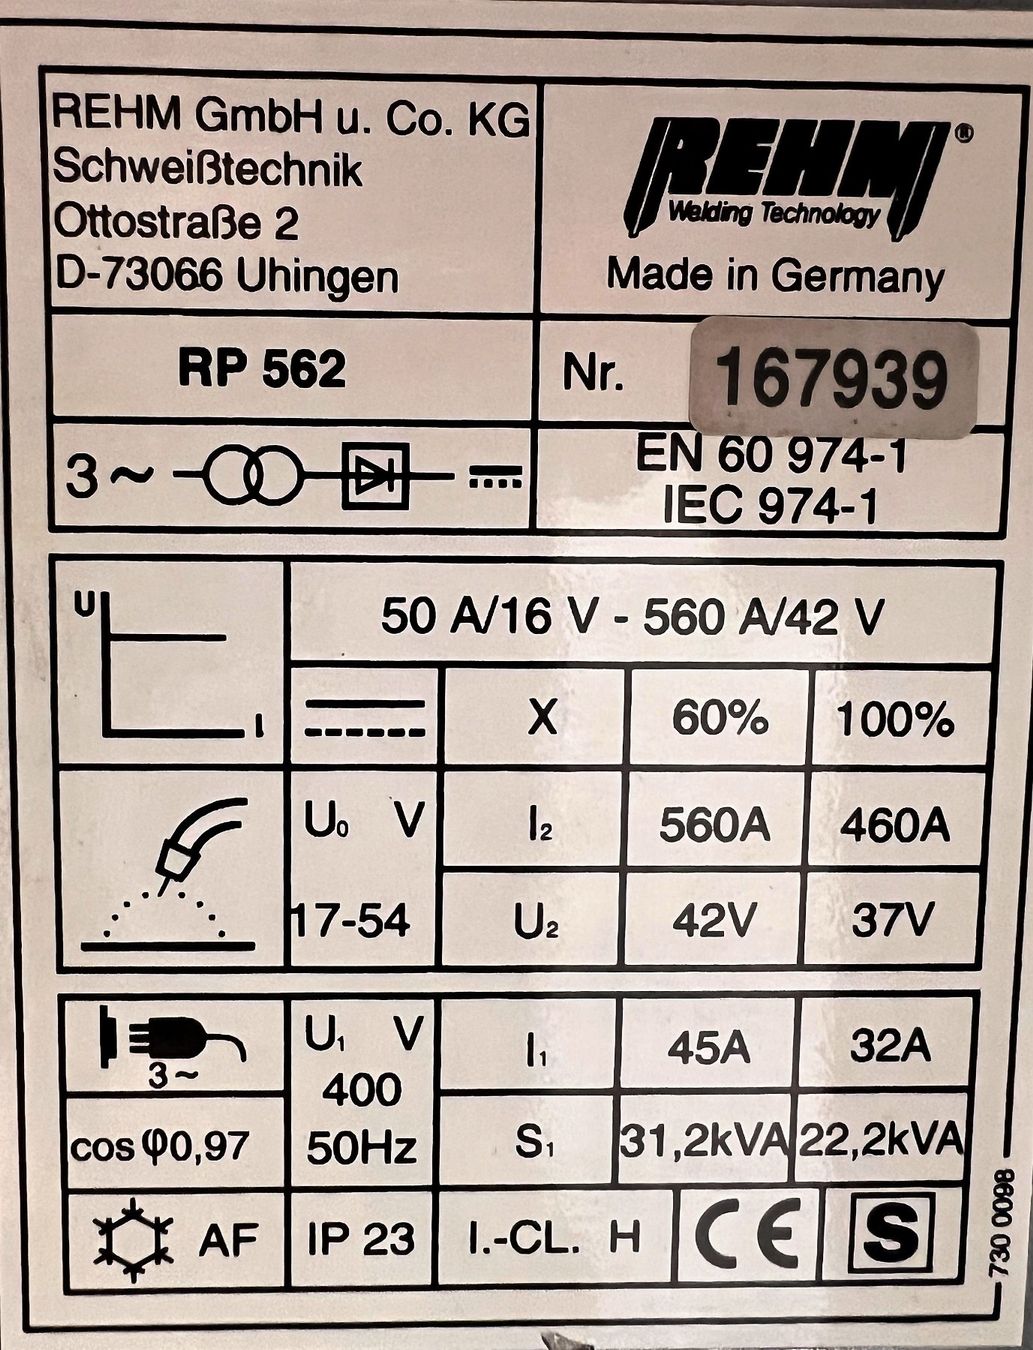 REHM GmbH u. Co. KG
Schweißtechnik
Ottostraße 2
D-73066 Uhingen
REHM®
Welding Technology
Made in Germany
RP 562
Nr. 167939
3~
EN 60 974-1
IEC 974-1
U
I
50 A/16 V - 560 A/42 V
X 60% 100%
U₀ V
17-54
I₂ 560A 460A
U₂ 42V 37V
3~
U₁ V
400
50Hz
I₁ 45A 32A
cos φ0,97
S₁ 31,2kVA 22,2kVA
AF IP 23 I.-CL. H CE S
730 0098